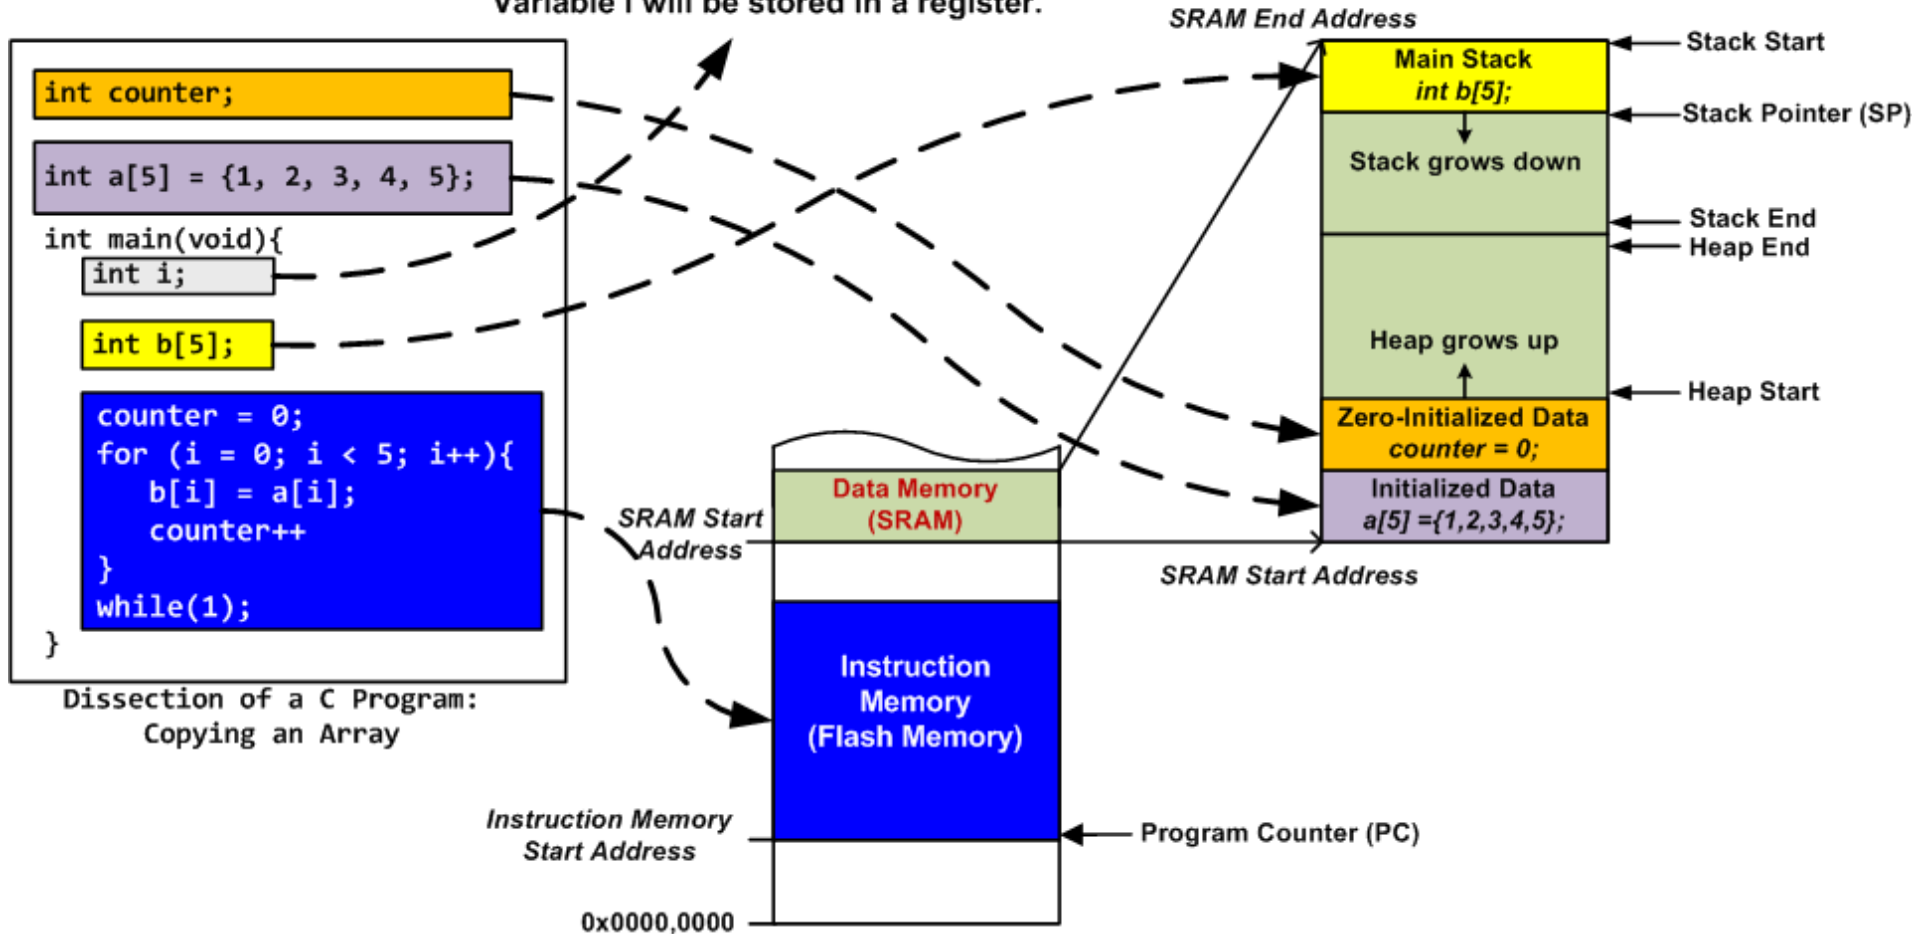 Variable i will be stored in a register.
int counter;
int a[5] = {1, 2, 3, 4, 5};
int main(void){
int i;
int b[5];
counter = 0;
for (i = 0; i < 5; i++){
b[i] = a[i];
counter++
}
while(1);
}
Dissection of a C Program:
Copying an Array
SRAM Start
Address
Data Memory
(SRAM)
Instruction
Memory
(Flash Memory)
Instruction Memory
Start Address
Program Counter (PC)
0x0000,0000
SRAM End Address
Main Stack
int b[5];
Stack grows down
Heap grows up
Zero-Initialized Data
counter = 0;
Initialized Data
a[5] ={1,2,3,4,5};
SRAM Start Address
Stack Start
Stack Pointer (SP)
Stack End
Heap End
Heap Start